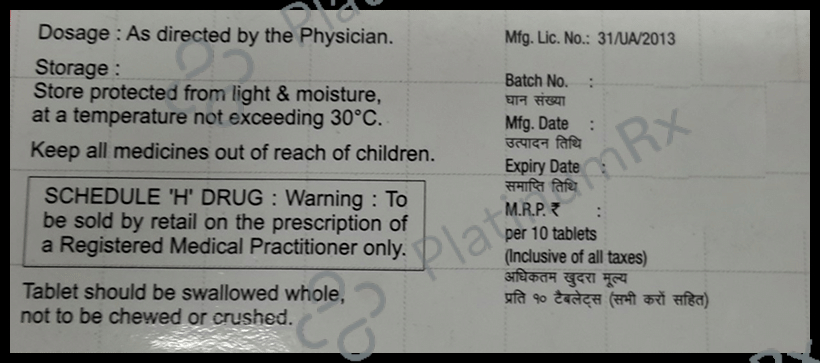 Dosage : As directed by the Physician.
Storage :
Store protected from light & moisture,
at a temperature not exceeding 30°C.
Keep all medicines out of reach of children.
SCHEDULE 'H' DRUG : Warning : To
be sold by retail on the prescription of
a Registered Medical Practitioner only.
Tablet should be swallowed whole,
not to be chewed or crushed.
Mfg. Lic. No.: 31/UA/2013
Batch No. :
घान संख्या
Mfg. Date :
उत्पादन तिथि
Expiry Date :
समाप्ति तिथि
M.R.P. ₹ :
per 10 tablets
(Inclusive of all taxes)
अधिकतम खुदरा मूल्य
प्रति १० टैबलेट्स (सभी करों सहित)
PlatinumRx